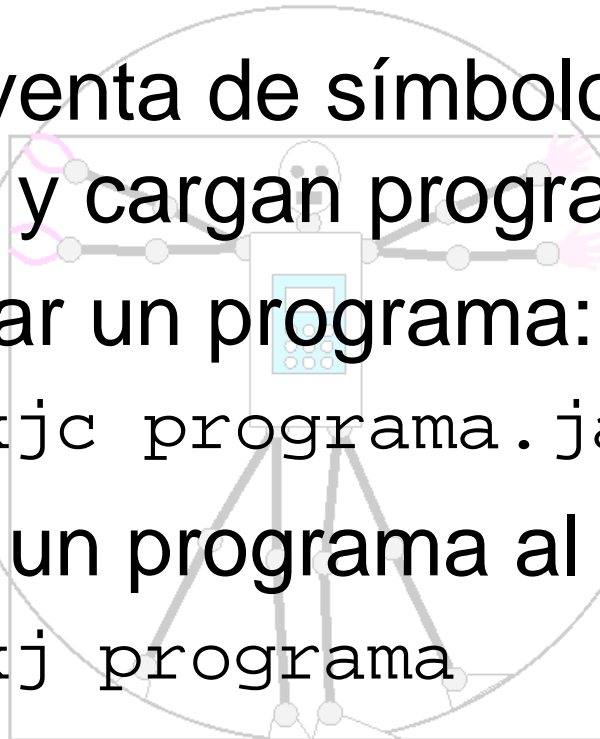 venta de símbolo
y cargan progra
ar un programa:
jc programa.ja
un programa al
j programa